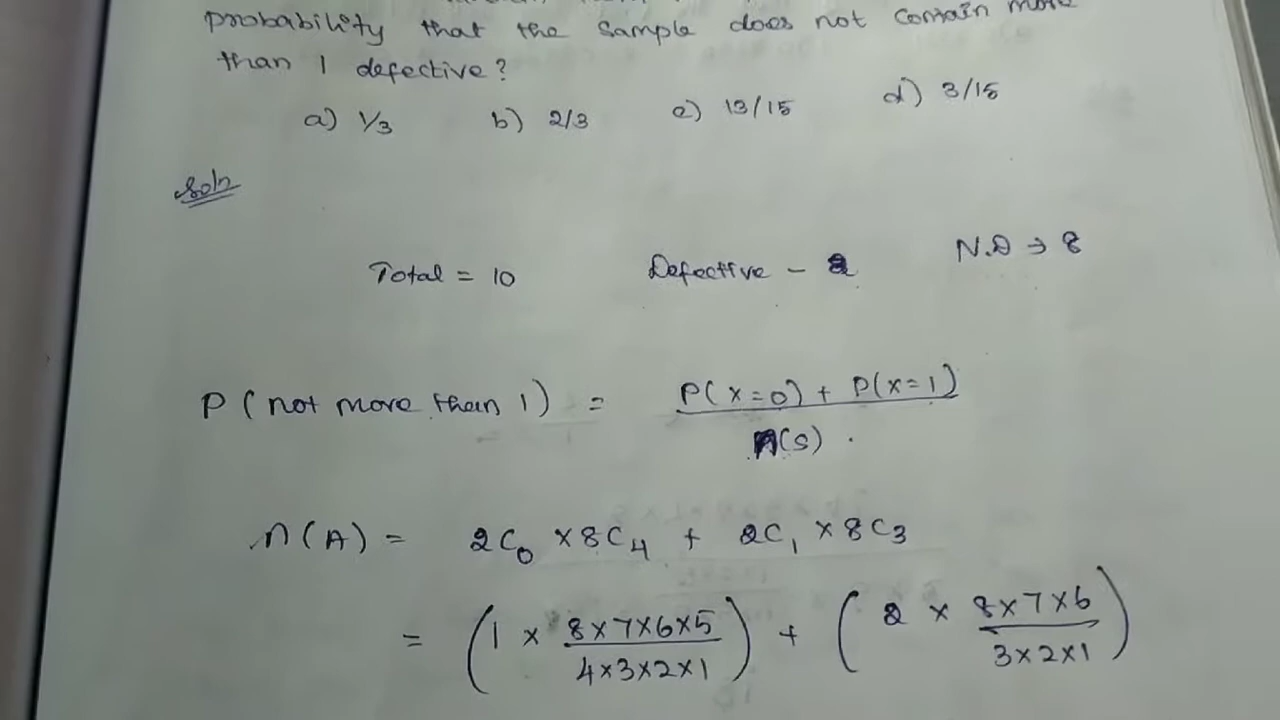 probability that the sample does not contain more
than 1 defective?
a) 1/3 b) 2/3 c) 13/15 d) 3/15
Soln
Total = 10 Defective - 2 N.D → 8
P(not more than 1) = P(x=0) + P(x=1)
n(s) .
n(A) = 2C0 × 8C4 + 2C1 × 8C3
= (1 × 8×7×6×5 / 4×3×2×1) + (2 × 8×7×6 / 3×2×1)